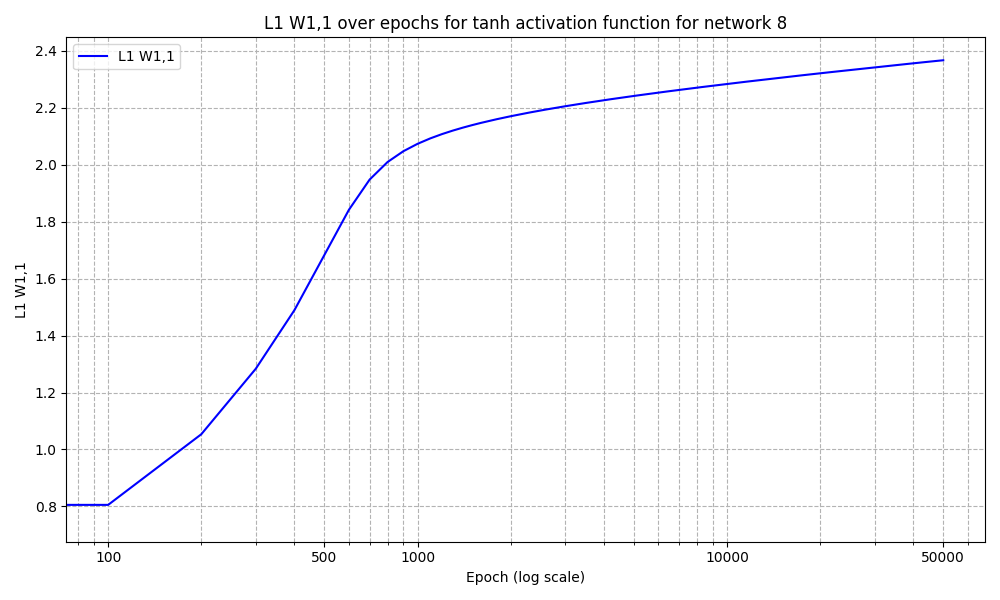 L1 W1,1 over epochs for tanh activation function for network 8
L1 W1,1
L1 W1,1
2.4
2.2
2.0
1.8
1.6
1.4
1.2
1.0
0.8
100 500 1000 10000 50000
Epoch (log scale)